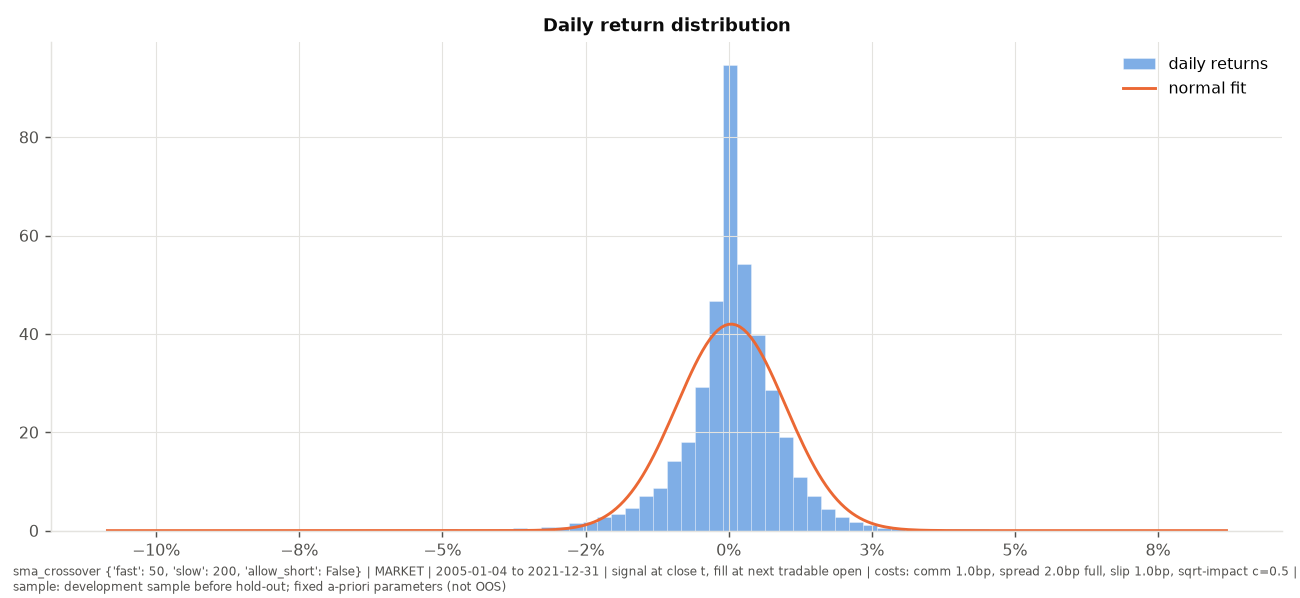 Daily return distribution
daily returns
normal fit
80
60
40
20
0
−10%
−8%
−5%
−2%
0%
3%
5%
8%
sma_crossover {'fast': 50, 'slow': 200, 'allow_short': False} | MARKET | 2005-01-04 to 2021-12-31 | signal at close t, fill at next tradable open | costs: comm 1.0bp, spread 2.0bp full, slip 1.0bp, sqrt-impact c=0.5 |
sample: development sample before hold-out; fixed a-priori parameters (not OOS)